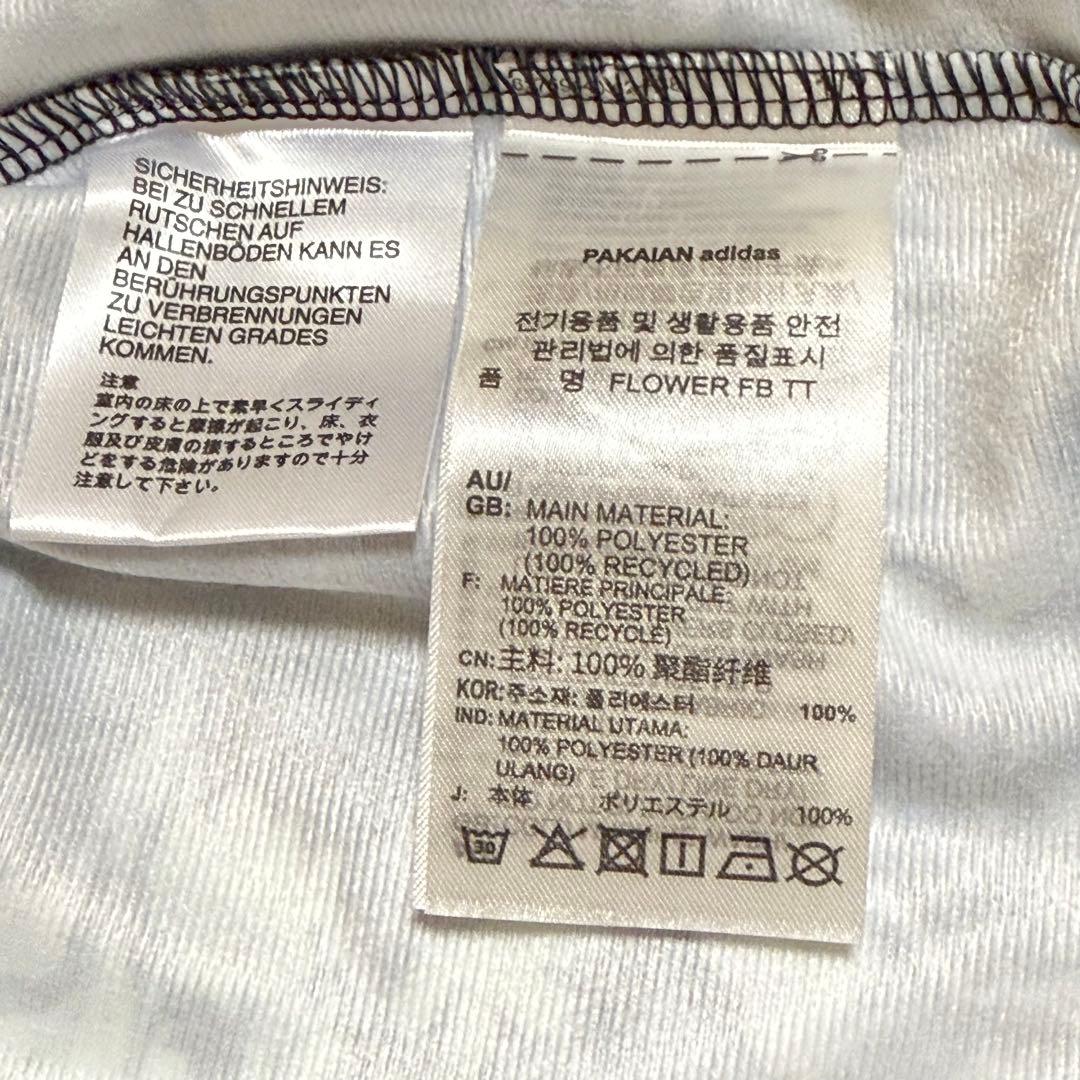 SICHERHEITSHINWEIS:
BEI ZU SCHNELLEM
RUTSCHEN AUF
HALLENBÖDEN KANN ES
AN DEN
BERÜHRUNGSPUNKTEN
ZU VERBRENNUNGEN
LEICHTEN GRADES
KOMMEN.
注意
室内の床の上で素早くスライディ
ングすると摩擦が起こり、床、衣
服及び皮膚の接するところでやけ
どをする危険がありますので十分
注意して下さい。
PAKAIAN adidas
전기용품 및 생활용품 안전
관리법에 의한 품질표시
품 명 FLOWER FB TT
AU/
GB: MAIN MATERIAL:
100% POLYESTER
(100% RECYCLED)
F: MATIERE PRINCIPALE:
100% POLYESTER
(100% RECYCLÉ)
CN: 主料: 100% 聚酯纤维
KOR: 주소재: 폴리에스터 100%
IND: MATERIAL UTAMA:
100% POLYESTER (100% DAUR
ULANG)
J: 本体 ポリエステル 100%
30